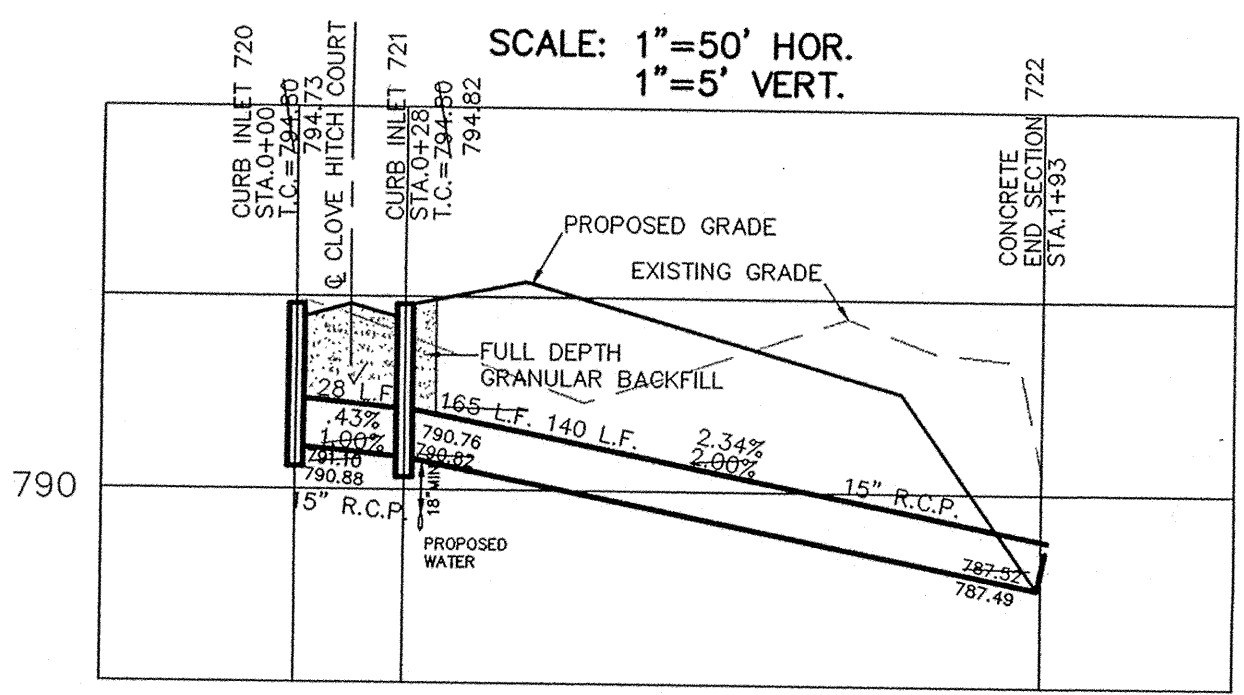 SCALE: 1"=50' HOR.
1"=5' VERT.
CURB INLET 720
STA.0+00
T.C.=794.80
794.73
℄ CLOVE HITCH COURT
CURB INLET 721
STA.0+28
T.C.=794.80
794.82
CONCRETE
END SECTION 722
STA.1+93
PROPOSED GRADE
EXISTING GRADE
FULL DEPTH
GRANULAR BACKFILL
28 L.F.
.43%
1.00%
791.10
790.88
15" R.C.P.
165 L.F. 140 L.F.
790.76
790.82
2.34%
2.00%
15" R.C.P.
790
18" MIN
PROPOSED
WATER
787.52
787.49